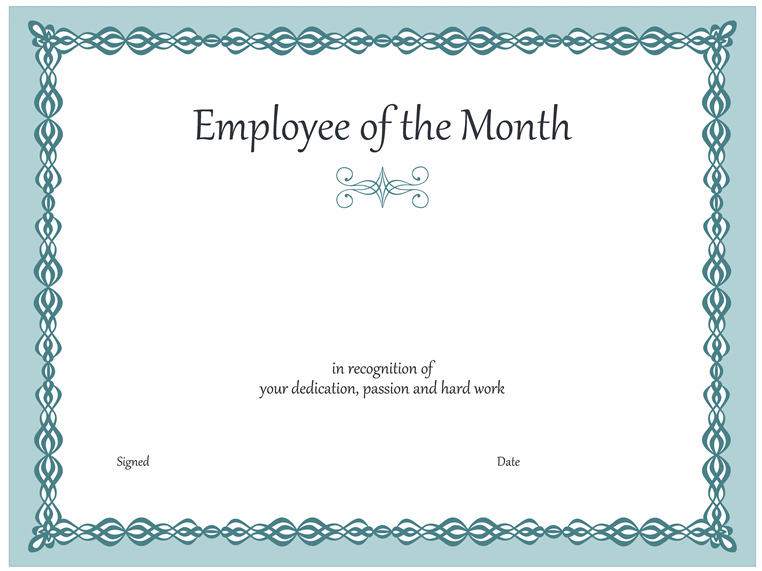 Employee of the Month
in recognition of
your dedication, passion and hard work
Signed
Date